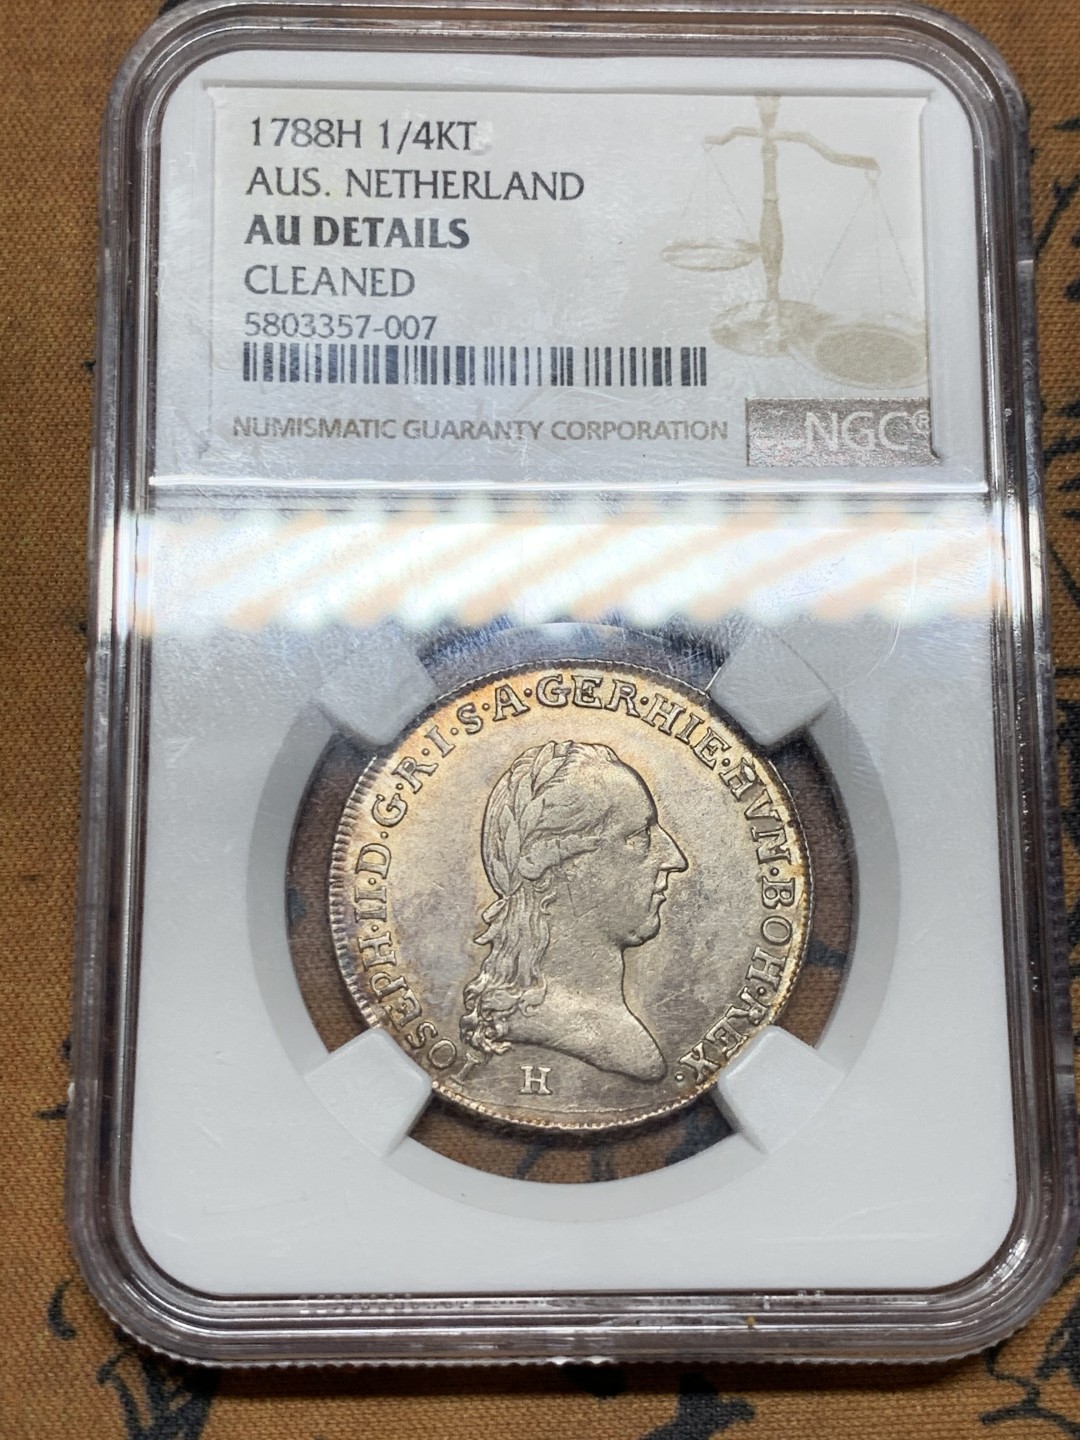 1788H 1/4KT
AUS. NETHERLAND
AU DETAILS
CLEANED
5803357-007
NUMISMATIC GUARANTY CORPORATION
NGC®
IOSEPH·II·D·G·R·I·S·A·GER·HIE·HVN·BOH·REX·
H